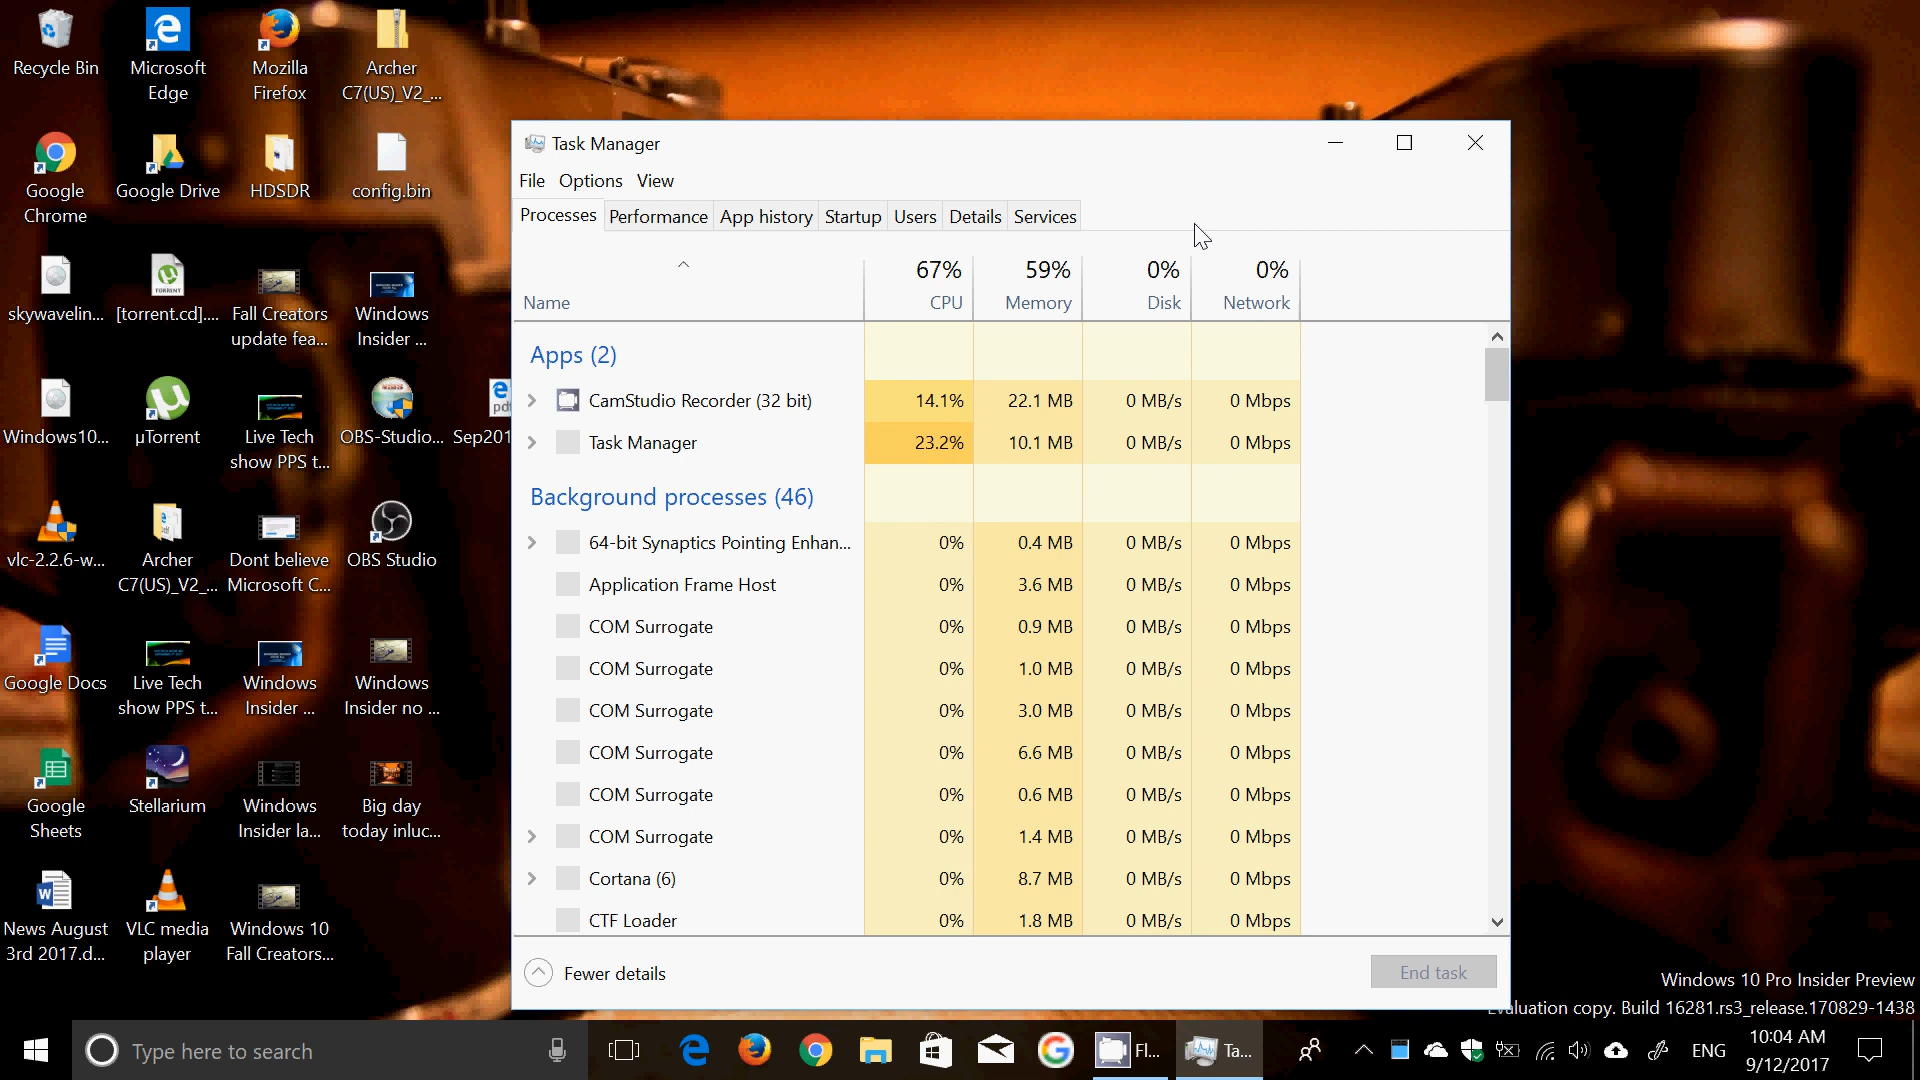 Recycle Bin
Microsoft
Edge
Mozilla
Firefox
Archer
C7(US)_V2_...
Google
Chrome
Google Drive
HDSDR
config.bin
skywavelin...
[torrent.cd]....
Fall Creators
update fea...
Windows
Insider ...
Windows10...
µTorrent
Live Tech
show PPS t...
OBS-Studio...
Sep201
vlc-2.2.6-w...
Archer
C7(US)_V2_...
Dont believe
Microsoft C...
OBS Studio
Google Docs
Live Tech
show PPS t...
Windows
Insider ...
Windows
Insider no ...
Google
Sheets
Stellarium
Windows
Insider la...
Big day
today inluc...
News August
3rd 2017.d...
VLC media
player
Windows 10
Fall Creators...
Task Manager
File Options View
Processes Performance App history Startup Users Details Services
67% 59% 0% 0%
Name CPU Memory Disk Network
Apps (2)
CamStudio Recorder (32 bit) 14.1% 22.1 MB 0 MB/s 0 Mbps
Task Manager 23.2% 10.1 MB 0 MB/s 0 Mbps
Background processes (46)
64-bit Synaptics Pointing Enhan... 0% 0.4 MB 0 MB/s 0 Mbps
Application Frame Host 0% 3.6 MB 0 MB/s 0 Mbps
COM Surrogate 0% 0.9 MB 0 MB/s 0 Mbps
COM Surrogate 0% 1.0 MB 0 MB/s 0 Mbps
COM Surrogate 0% 3.0 MB 0 MB/s 0 Mbps
COM Surrogate 0% 6.6 MB 0 MB/s 0 Mbps
COM Surrogate 0% 0.6 MB 0 MB/s 0 Mbps
COM Surrogate 0% 1.4 MB 0 MB/s 0 Mbps
Cortana (6) 0% 8.7 MB 0 MB/s 0 Mbps
CTF Loader 0% 1.8 MB 0 MB/s 0 Mbps
Fewer details
End task
Windows 10 Pro Insider Preview
aluation copy. Build 16281.rs3_release.170829-1438
Type here to search
Fl...
Ta...
ENG
10:04 AM
9/12/2017